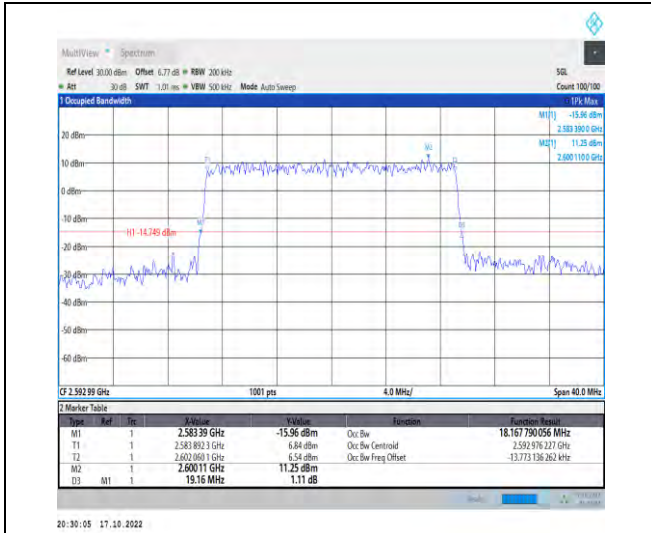 MultiView Spectrum
Ref Level 30.00 dBm Offset 6.77 dB RBW 200 kHz SGL
Att 30 dB SWT 1.01 ms VBW 500 kHz Mode Auto Sweep Count 100/100
1 Occupied Bandwidth 1Pk Max
M1[1] -15.96 dBm
2.583 390 0 GHz
M2[1] 11.25 dBm
2.600 110 0 GHz
20 dBm
10 dBm
0 dBm
-10 dBm
H1 -14.749 dBm
-30 dBm
-40 dBm
-50 dBm
-60 dBm
CF 2.592 99 GHz 1001 pts 4.0 MHz/ Span 40.0 MHz
2 Marker Table
Type Ref Trc X-Value Y-Value Function Function Result
M1 1 2.583 39 GHz -15.96 dBm Occ Bw 18.167 790 056 MHz
T1 1 2.583 892 3 GHz 6.84 dBm Occ Bw Centroid 2.592 976 227 GHz
T2 1 2.602 060 1 GHz 6.54 dBm Occ Bw Freq Offset -13.773 136 262 kHz
M2 1 2.600 11 GHz 11.25 dBm
D3 M1 1 19.16 MHz 1.11 dB
20:30:05 17.10.2022